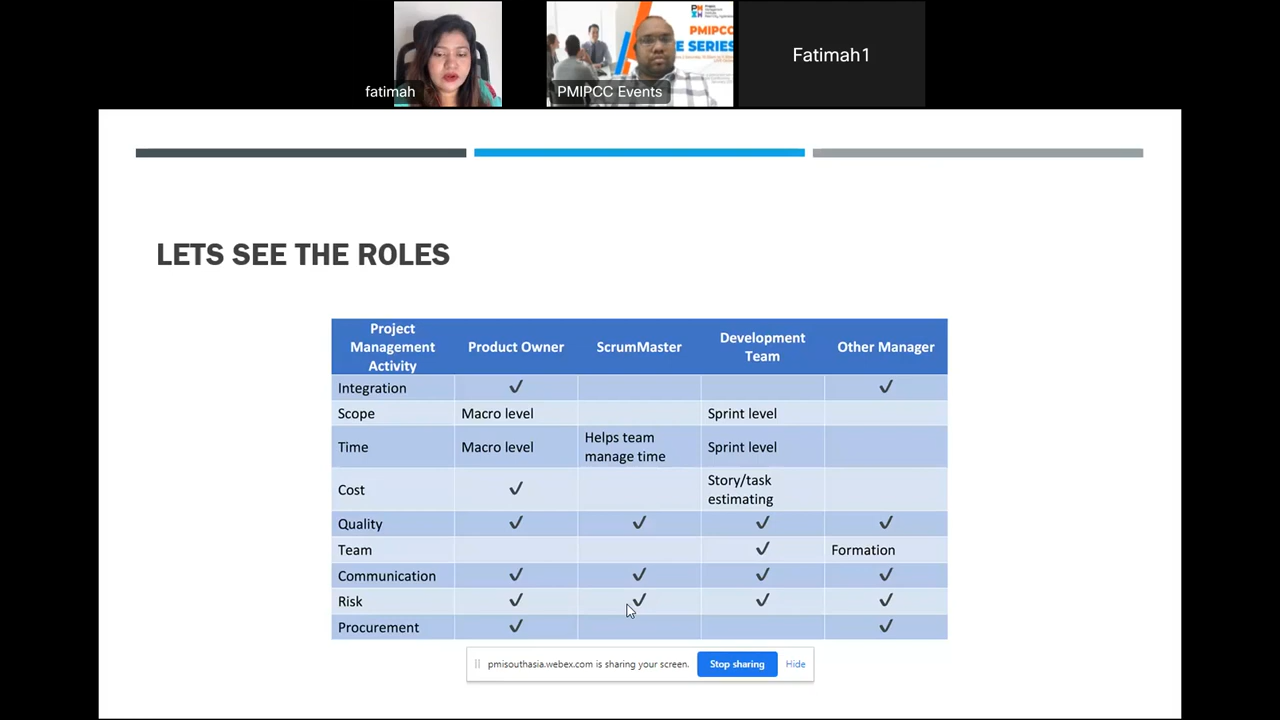 PMIPCC
E SERIES
Fatimah1
fatimah
PMIPCC Events
LETS SEE THE ROLES
Project Management Activity Product Owner ScrumMaster Development Team Other Manager
Integration ✓ ✓
Scope Macro level Sprint level
Time Macro level Helps team manage time Sprint level
Cost ✓ Story/task estimating
Quality ✓ ✓ ✓ ✓
Team ✓ Formation
Communication ✓ ✓ ✓ ✓
Risk ✓ ✓ ✓ ✓
Procurement ✓ ✓
pmisouthasia.webex.com is sharing your screen. Stop sharing Hide